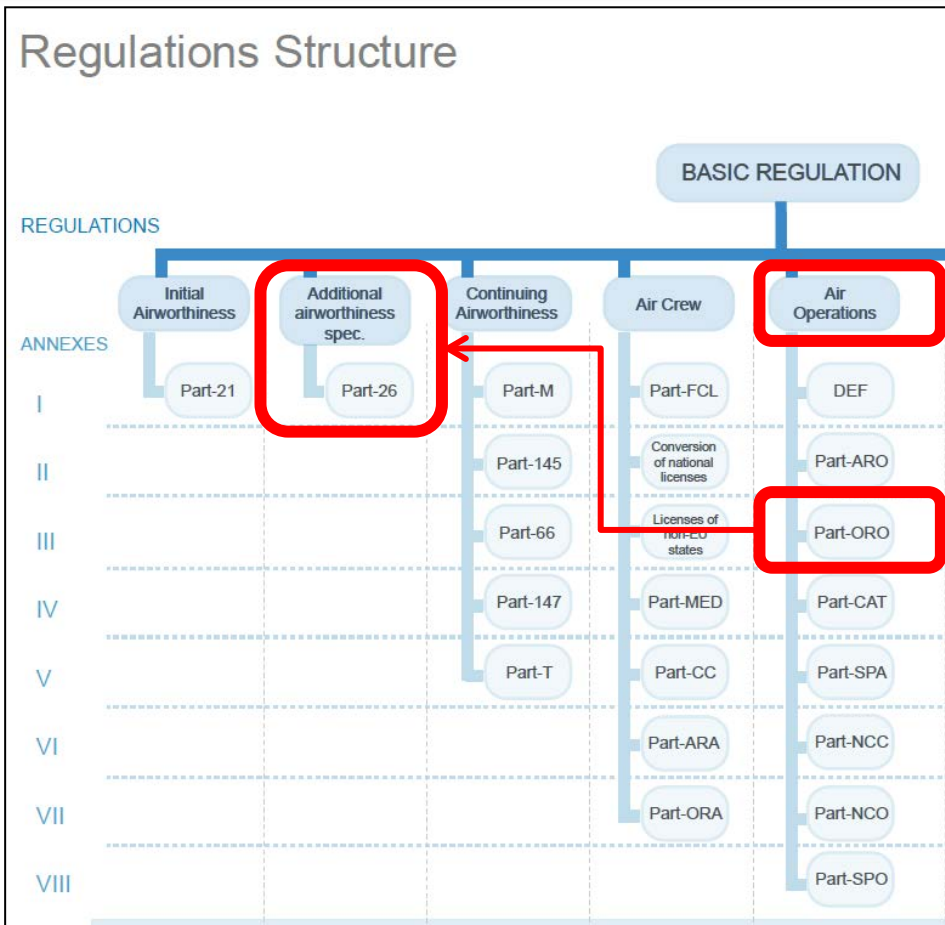 Regulations Structure
BASIC REGULATION
REGULATIONS
Initial
Airworthiness
Additional
airworthiness
spec.
Continuing
Airworthiness
Air Crew
Air
Operations
ANNEXES
I
Part-21
Part-26
Part-M
Part-FCL
DEF
II
Part-145
Conversion
of national
licenses
Part-ARO
III
Part-66
Licenses of
non-EU
states
Part-ORO
IV
Part-147
Part-MED
Part-CAT
V
Part-T
Part-CC
Part-SPA
VI
Part-ARA
Part-NCC
VII
Part-ORA
Part-NCO
VIII
Part-SPO